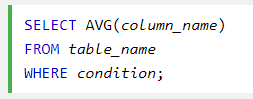 SELECT AVG(column_name)
FROM table_name
WHERE condition;